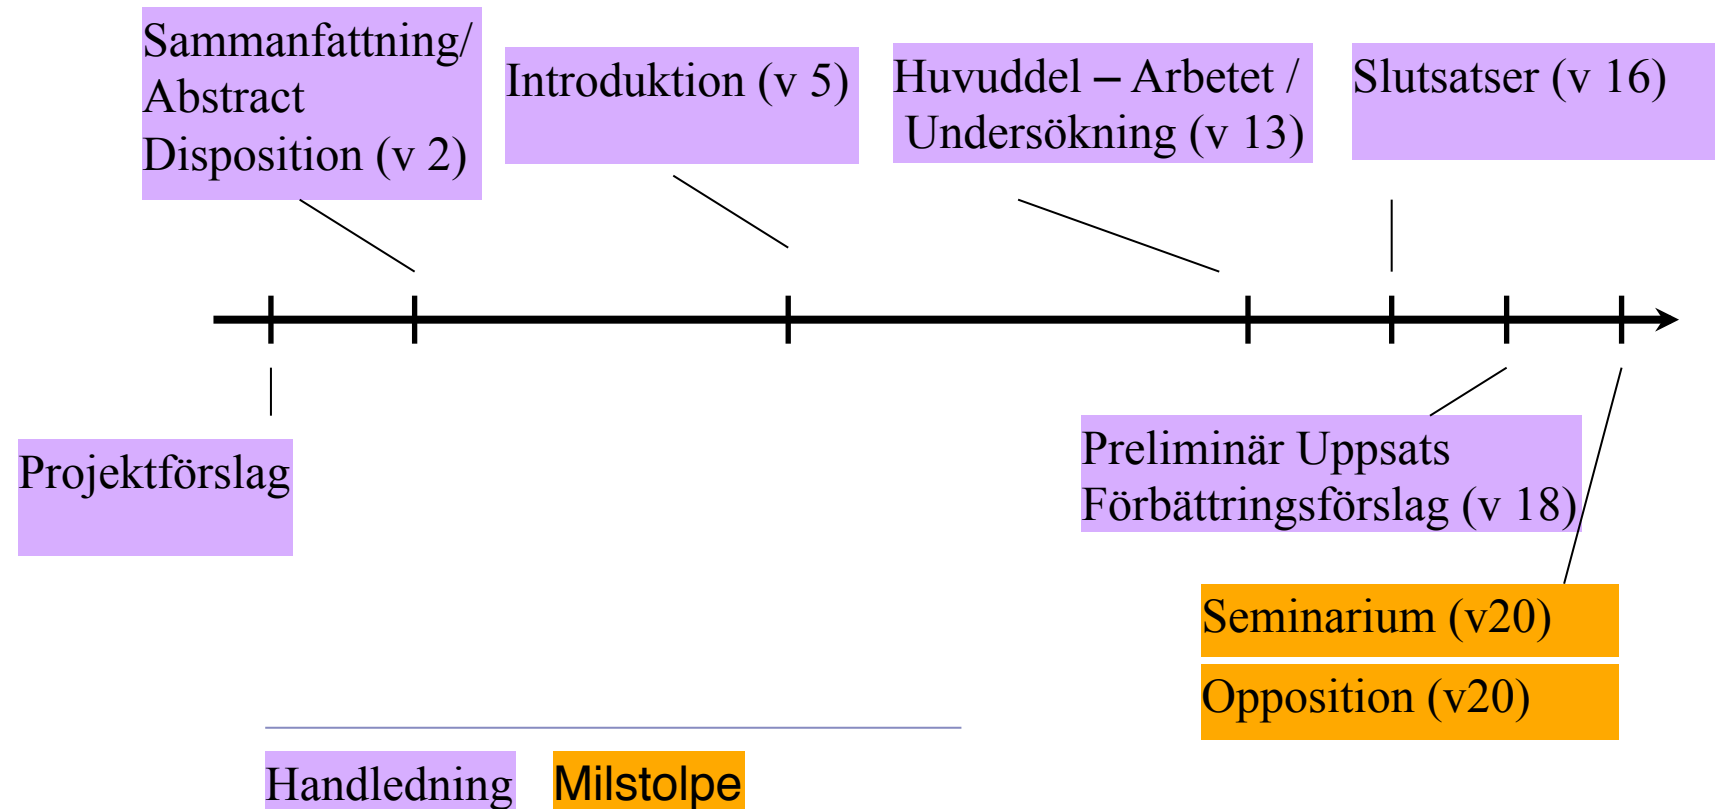 Sammanfattning/
Abstract
Disposition (v 2)
Introduktion (v 5)
Huvuddel – Arbetet /
Undersökning (v 13)
Slutsatser (v 16)
Projektförslag
Preliminär Uppsats
Förbättringsförslag (v 18)
Seminarium (v20)
Opposition (v20)
Handledning
Milstolpe